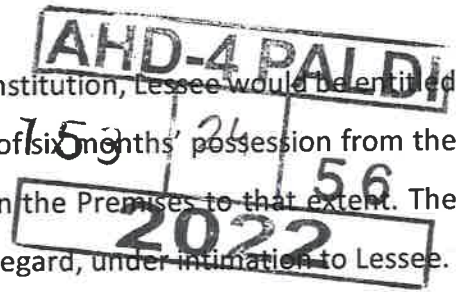 AHD-4 PALDI
nstitution, Lessee would be entitled
of six months' possession from the
753 24
n the Premises to that extent. The
56
2022
egard, under intimation to Lessee.